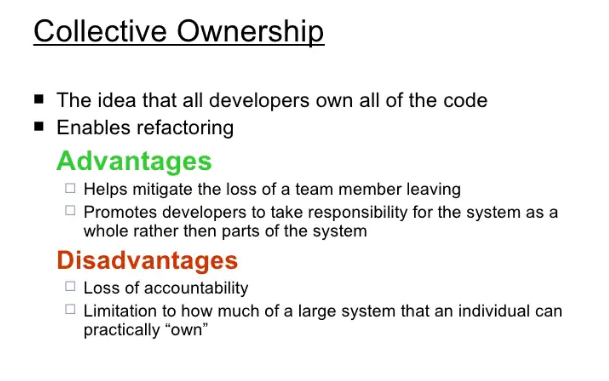 Collective Ownership
The idea that all developers own all of the code
Enables refactoring
Advantages
Helps mitigate the loss of a team member leaving
Promotes developers to take responsibility for the system as a
whole rather then parts of the system
Disadvantages
Loss of accountability
Limitation to how much of a large system that an individual can
practically “own”